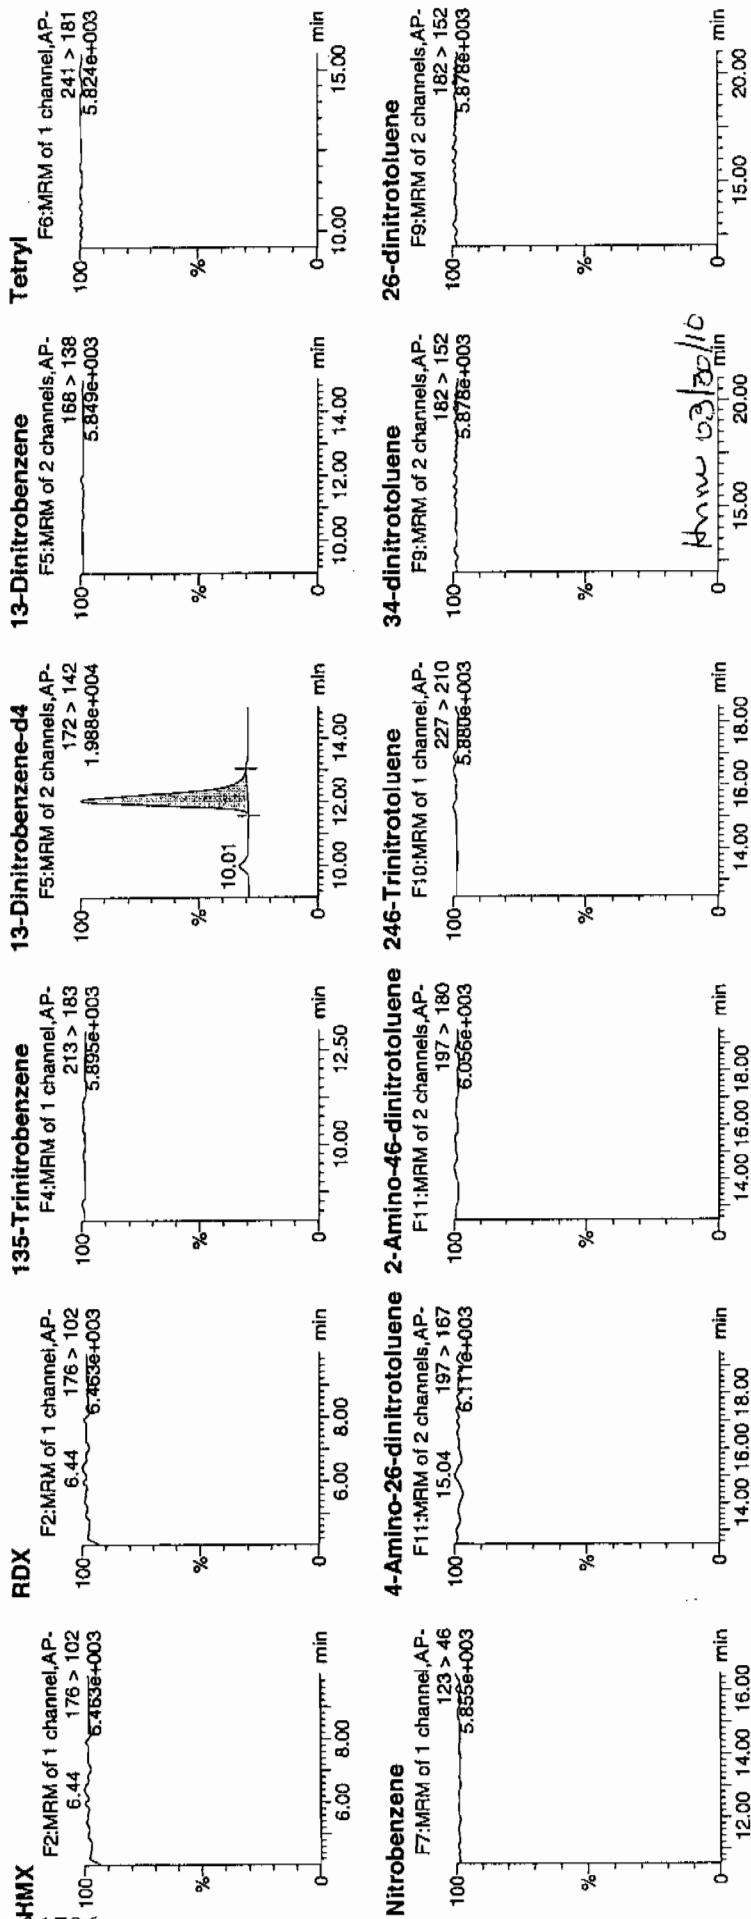 HMX
F2:MRM of 1 channel,AP-
176 > 102
6.463e+003
6.44
100
%
0
6.00 8.00
min
RDX
F2:MRM of 1 channel,AP-
176 > 102
6.463e+003
6.44
100
%
0
6.00 8.00
min
135-Trinitrobenzene
F4:MRM of 1 channel,AP-
213 > 183
5.895e+003
100
%
0
10.00 12.50
min
13-Dinitrobenzene-d4
F5:MRM of 2 channels,AP-
172 > 142
1.988e+004
10.01
100
%
0
10.00 12.00 14.00
min
13-Dinitrobenzene
F5:MRM of 2 channels,AP-
168 > 138
5.849e+003
100
%
0
10.00 12.00 14.00
min
Tetryl
F6:MRM of 1 channel,AP-
241 > 181
5.824e+003
100
%
0
10.00 15.00
min
Nitrobenzene
F7:MRM of 1 channel,AP-
123 > 46
5.855e+003
100
%
0
12.00 14.00 16.00
min
4-Amino-26-dinitrotoluene
F11:MRM of 2 channels,AP-
197 > 167
6.111e+003
15.04
100
%
0
14.00 16.00 18.00
min
2-Amino-46-dinitrotoluene
F11:MRM of 2 channels,AP-
197 > 180
6.056e+003
100
%
0
14.00 16.00 18.00
min
246-Trinitrotoluene
F10:MRM of 1 channel,AP-
227 > 210
5.880e+003
100
%
0
14.00 16.00 18.00
min
34-dinitrotoluene
F9:MRM of 2 channels,AP-
182 > 152
5.878e+003
100
%
0
15.00 20.00
min
03/30/10
26-dinitrotoluene
F9:MRM of 2 channels,AP-
182 > 152
5.878e+003
100
%
0
15.00 20.00
min